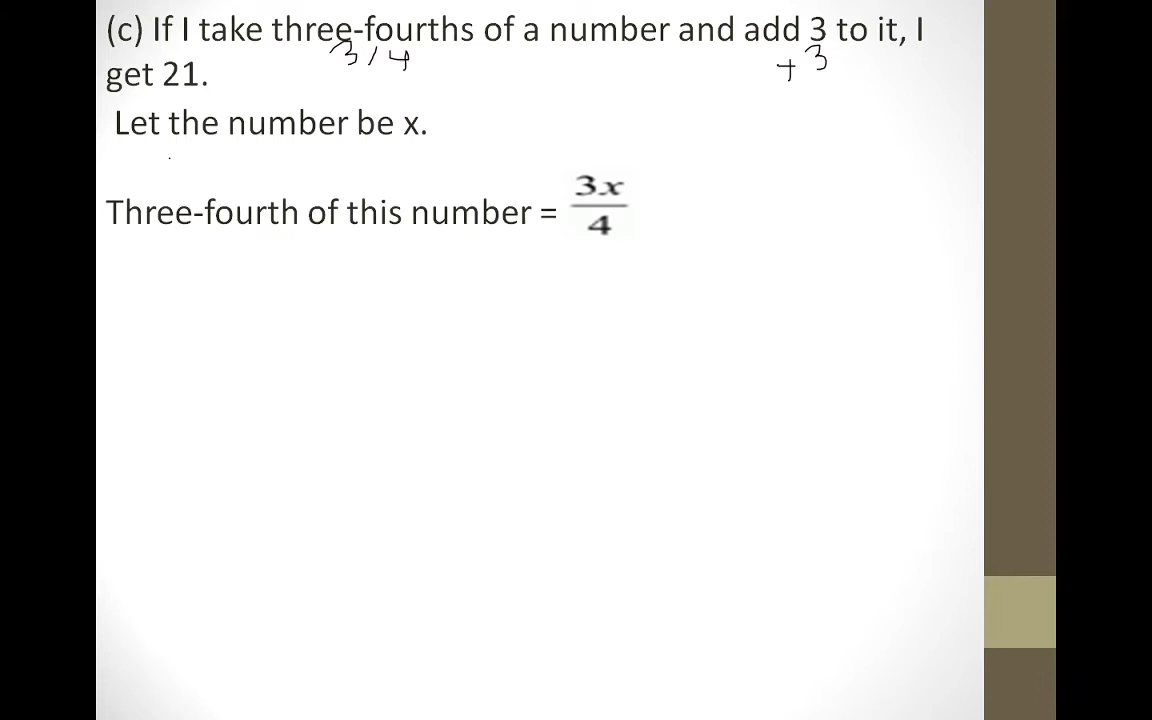 (c) If I take three-fourths of a number and add 3 to it, I
3/4 +3
get 21.
Let the number be x.
Three-fourth of this number = 3x/4